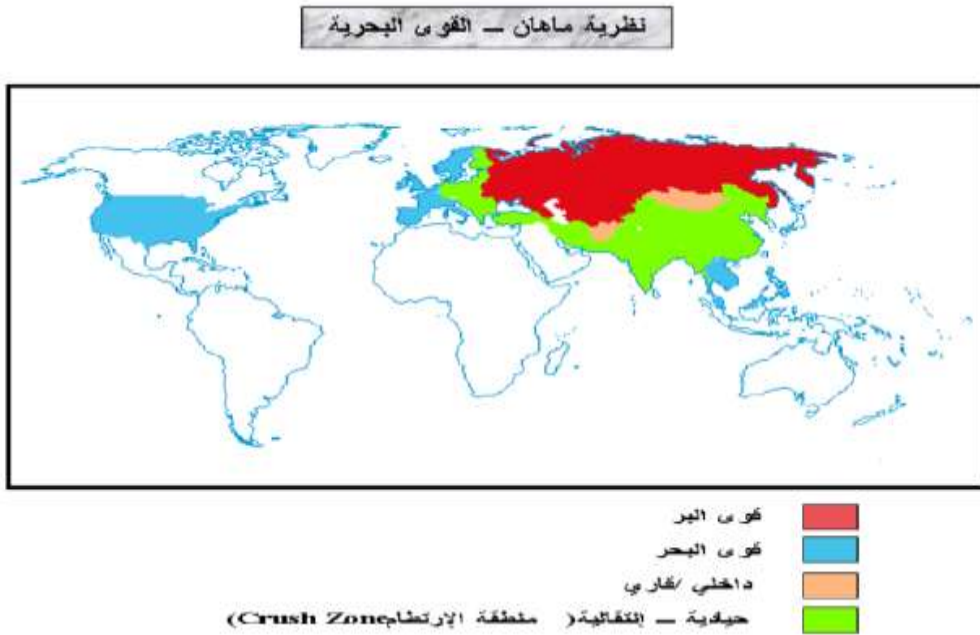 نظرية ماهان – القوى البحرية
قوى البر
قوى البحر
داخلي /قاري
حيادية – إنتقالية( منطقة الإرتطامCrush Zone)